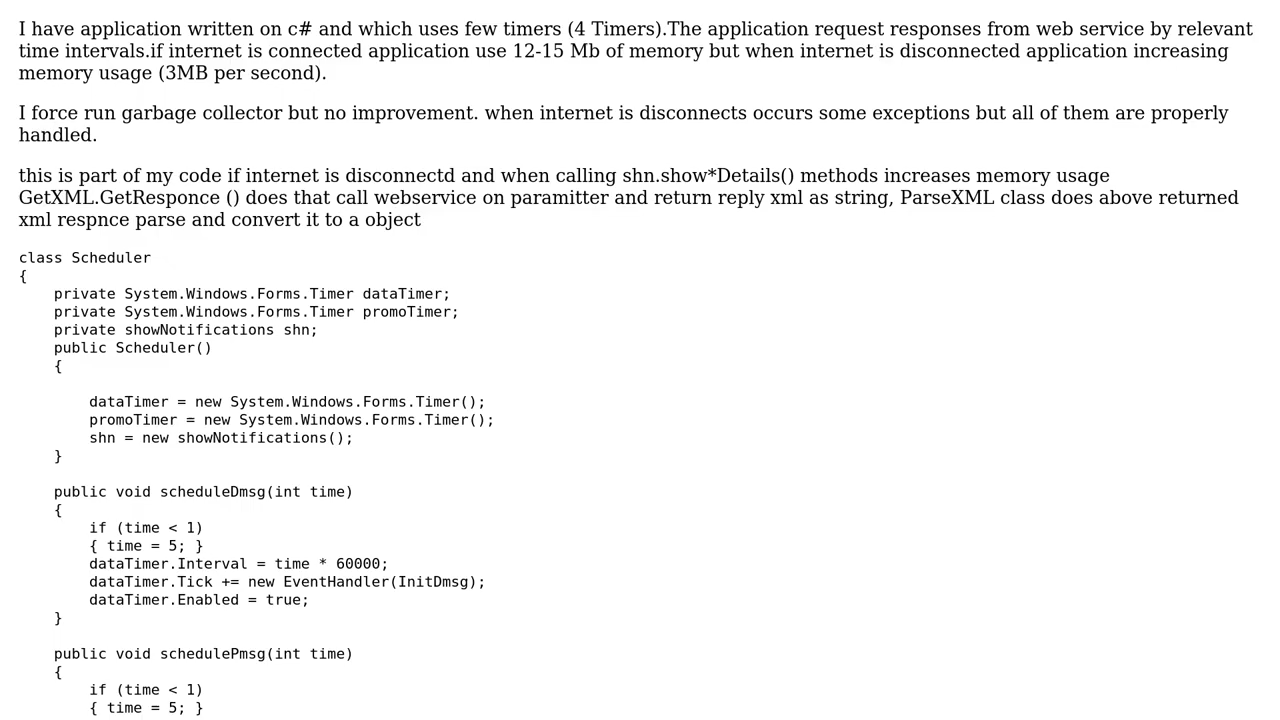 I have application written on c# and which uses few timers (4 Timers).The application request responses from web service by relevant
time intervals.if internet is connected application use 12-15 Mb of memory but when internet is disconnected application increasing
memory usage (3MB per second).
I force run garbage collector but no improvement. when internet is disconnects occurs some exceptions but all of them are properly
handled.
this is part of my code if internet is disconnectd and when calling shn.show*Details() methods increases memory usage
GetXML.GetResponce () does that call webservice on paramitter and return reply xml as string, ParseXML class does above returned
xml respnce parse and convert it to a object
class Scheduler
{
    private System.Windows.Forms.Timer dataTimer;
    private System.Windows.Forms.Timer promoTimer;
    private showNotifications shn;
    public Scheduler()
    {
        dataTimer = new System.Windows.Forms.Timer();
        promoTimer = new System.Windows.Forms.Timer();
        shn = new showNotifications();
    }
    public void scheduleDmsg(int time)
    {
        if (time < 1)
        { time = 5; }
        dataTimer.Interval = time * 60000;
        dataTimer.Tick += new EventHandler(InitDmsg);
        dataTimer.Enabled = true;
    }
    public void schedulePmsg(int time)
    {
        if (time < 1)
        { time = 5; }